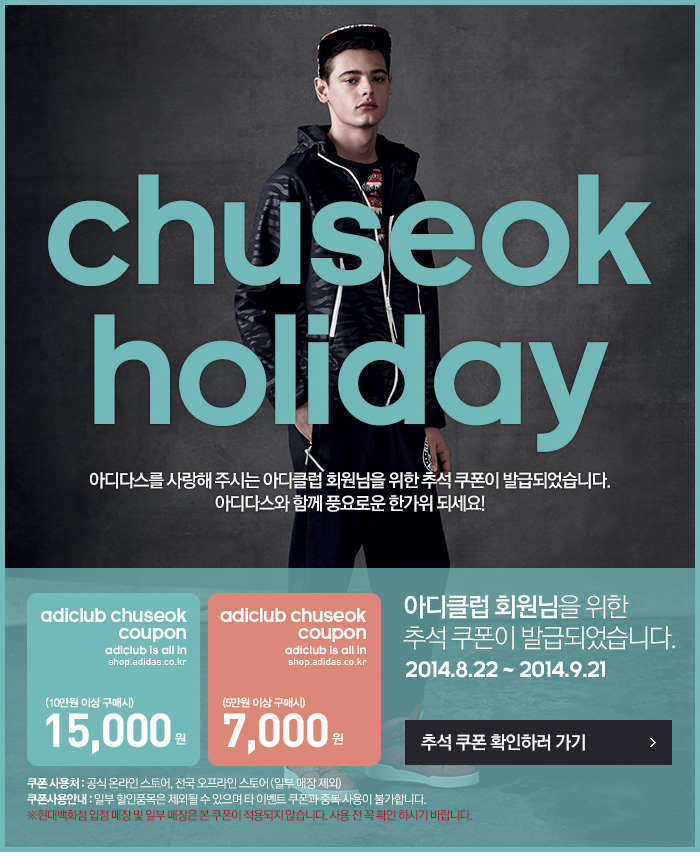 chuseok
holiday
아디다스를 사랑해 주시는 아디클럽 회원님을 위한 추석 쿠폰이 발급되었습니다.
아디다스와 함께 풍요로운 한가위 되세요!
adiclub chuseok
coupon
adiclub is all in
shop.adidas.co.kr
(10만원 이상 구매시)
15,000원
adiclub chuseok
coupon
adiclub is all in
shop.adidas.co.kr
(5만원 이상 구매시)
7,000원
아디클럽 회원님을 위한
추석 쿠폰이 발급되었습니다.
2014.8.22 ~ 2014.9.21
추석 쿠폰 확인하러 가기
쿠폰 사용처 : 공식 온라인 스토어, 전국 오프라인 스토어 (일부 매장 제외)
쿠폰사용안내 : 일부 할인품목은 제외될 수 있으며 타 이벤트 쿠폰과 중복 사용이 불가합니다.
※현대백화점 입점 매장 및 일부 매장은 본 쿠폰이 적용되지 않습니다. 사용 전 꼭 확인 하시기 바랍니다.